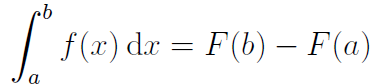 ∫_a^b f(x) dx = F(b) − F(a)